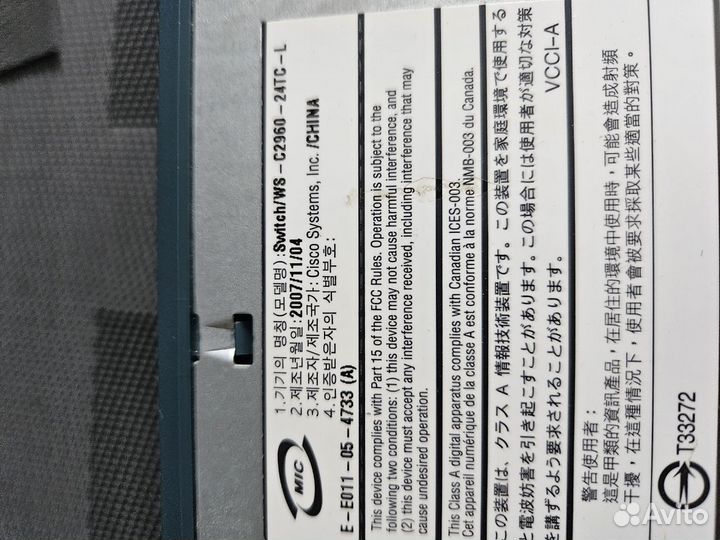 1. 기기의 명칭(모델명):Switch/WS-C2960-24TC-L
2. 제조년월일:2007/11/04
3. 제조자/제조국가: Cisco Systems, Inc. /CHINA
4. 인증받은자의 식별부호:
MIC
E-E011-05-4733 (A)
This device complies with Part 15 of the FCC Rules. Operation is subject to the
following two conditions: (1) this device may not cause harmful interference, and
(2) this device must accept any interference received, including interference that may
cause undesired operation.
This Class A digital apparatus complies with Canadian ICES-003.
Cet appareil numérique de la classe A est conforme à la norme NMB-003 du Canada.
この装置は、クラス A 情報技術装置です。この装置を家庭環境で使用する
と電波妨害を引き起こすことがあります。この場合には使用者が適切な対策
を講ずるよう要求されることがあります。 VCCI-A
警告使用者:
這是甲類的資訊產品,在居住的環境中使用時,可能會造成射頻
干擾,在這種情況下,使用者會被要求採取某些適當的對策。
T33272
Avito